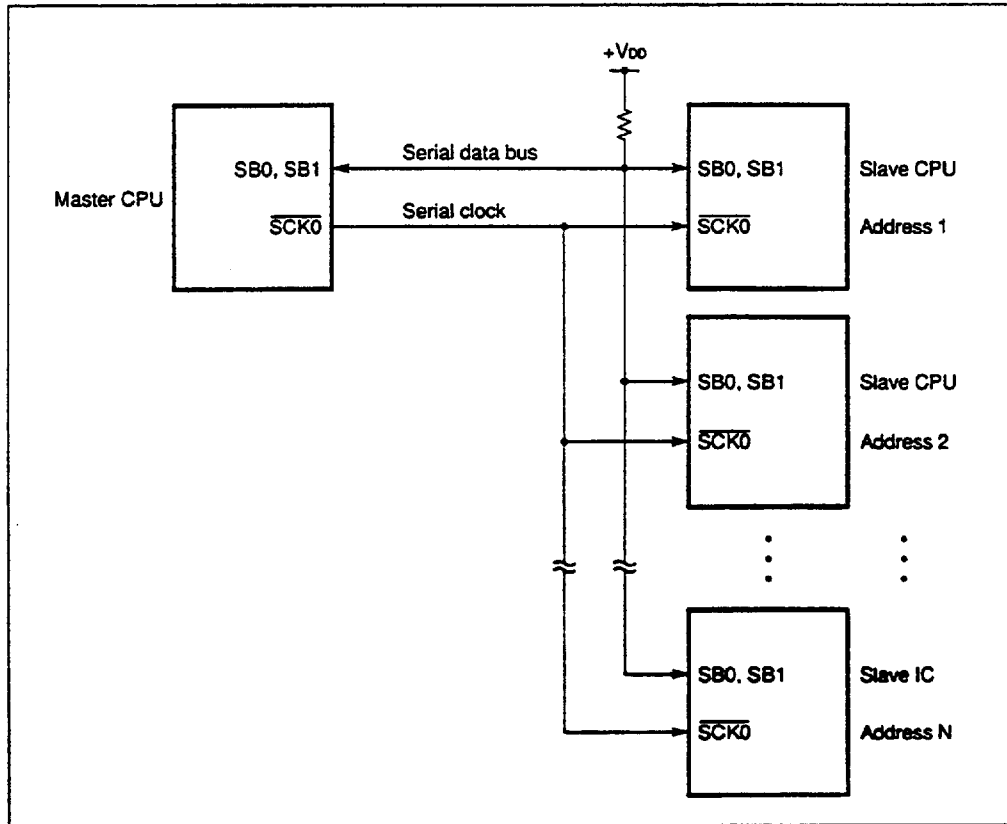 +VDD
Serial data bus
SB0, SB1
SB0, SB1
Slave CPU
Master CPU
Serial clock
SCK0
SCK0
Address 1
SB0, SB1
Slave CPU
SCK0
Address 2
SB0, SB1
Slave IC
SCK0
Address N